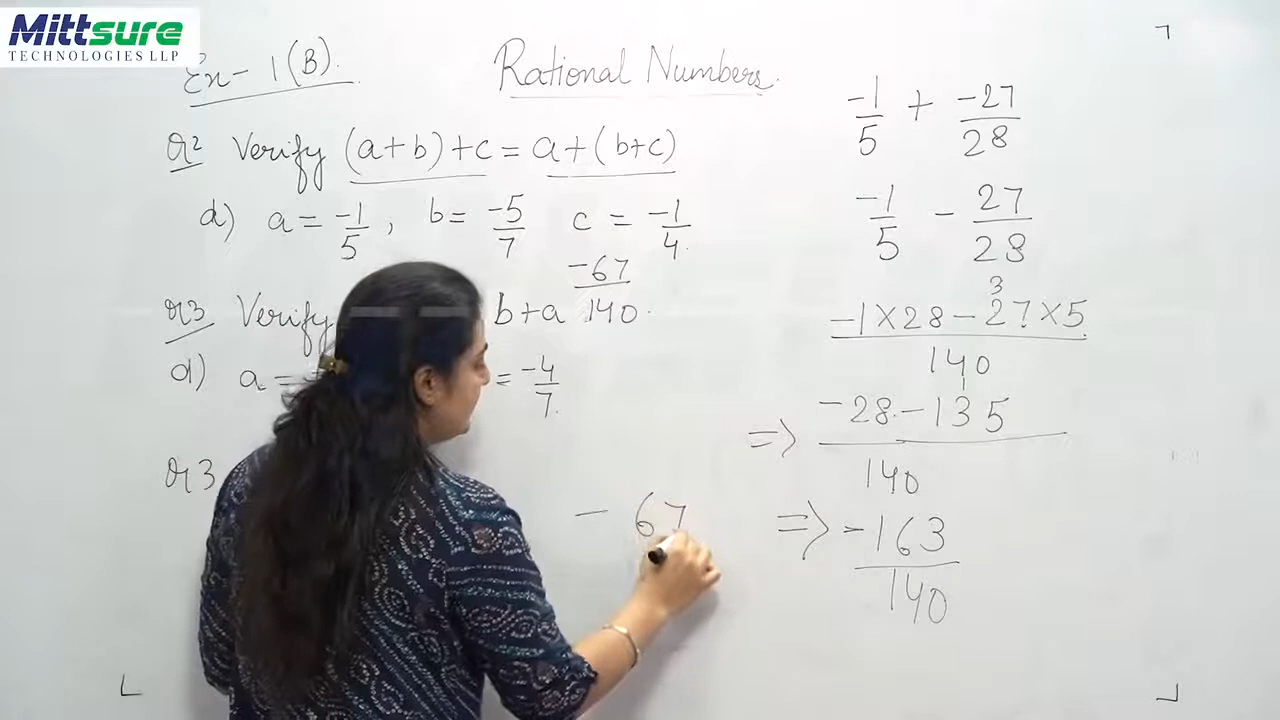 Mittsure
TECHNOLOGIES LLP
Ex- 1(B).
Rational Numbers.
Q2 Verify (a+b)+c = a+(b+c)
d) a = -1/5, b = -5/7 c = -1/4.
-67/140.
Q3 Verify b+a
d) a = = -4/7.
Q3
- 67
-1/5 + -27/28
-1/5 - 27/28
3
-1×28-27×5/140
1
=> -28-135/140
=> -163/140